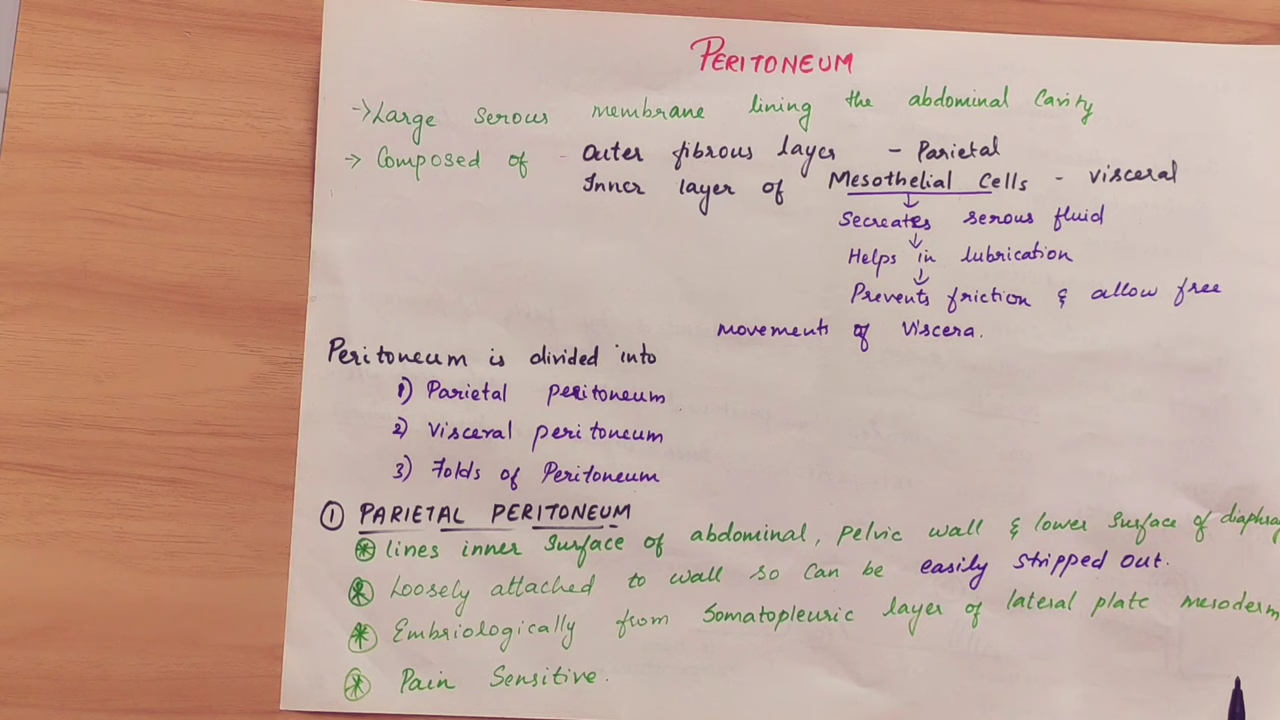 PERITONEUM
→ Large serous membrane lining the abdominal cavity
→ Composed of - Outer fibrous layer - Parietal
Inner layer of Mesothelial Cells - visceral
↓
Secreates serous fluid
↓
Helps in lubrication
↓
Prevents friction & allow free
movements of viscera.
Peritoneum is divided into
1) Parietal peritoneum
2) Visceral peritoneum
3) Folds of Peritoneum
① PARIETAL PERITONEUM
* lines inner surface of abdominal, pelvic wall & lower surface of diaphrag
* Loosely attached to wall so can be easily stripped out.
* Embriologically from Somatopleuric layer of lateral plate mesoderm
* Pain Sensitive.